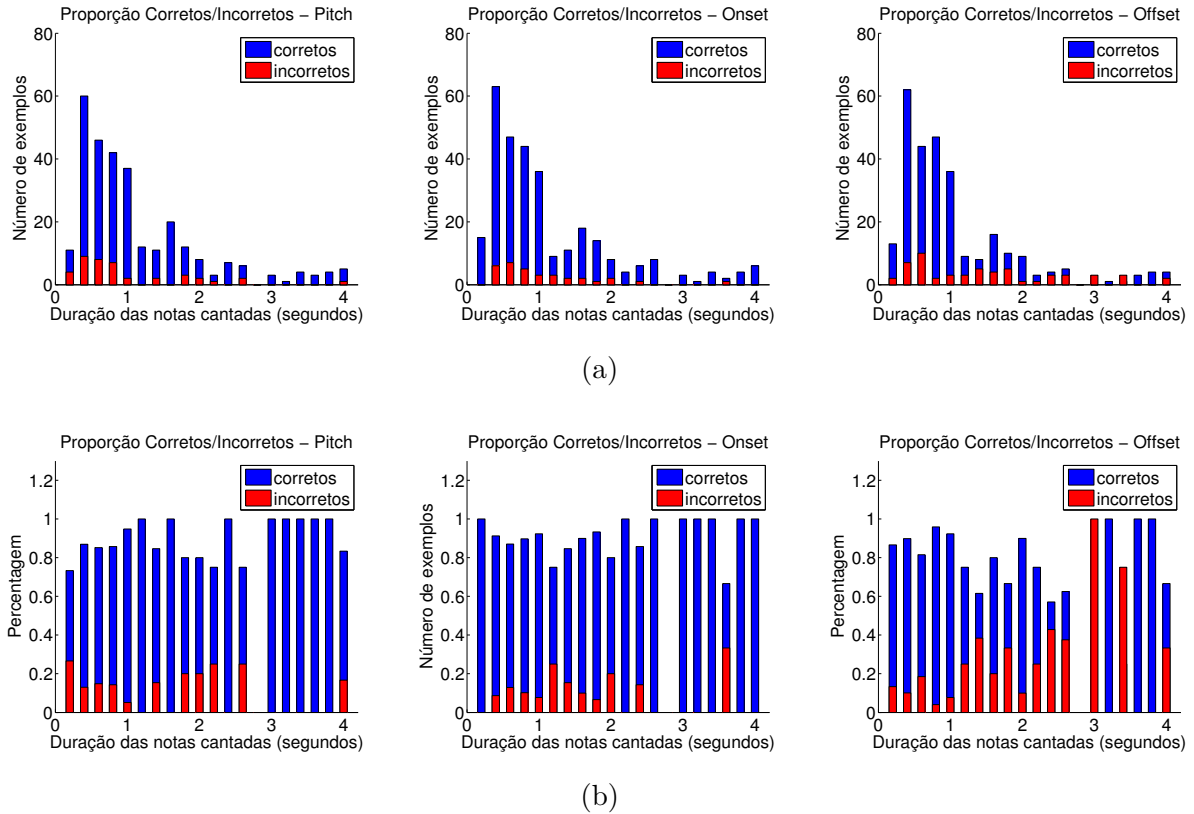 Proporção Corretos/Incorretos − Pitch
80
60
40
20
0
0 1 2 3 4
Número de exemplos
Duração das notas cantadas (segundos)
corretos
incorretos
Proporção Corretos/Incorretos − Onset
80
60
40
20
0
0 1 2 3 4
Número de exemplos
Duração das notas cantadas (segundos)
corretos
incorretos
Proporção Corretos/Incorretos − Offset
80
60
40
20
0
0 1 2 3 4
Número de exemplos
Duração das notas cantadas (segundos)
corretos
incorretos
(a)
Proporção Corretos/Incorretos − Pitch
1.2
1
0.8
0.6
0.4
0.2
0
0 1 2 3 4
Percentagem
Duração das notas cantadas (segundos)
corretos
incorretos
Proporção Corretos/Incorretos − Onset
1.2
1
0.8
0.6
0.4
0.2
0
0 1 2 3 4
Número de exemplos
Duração das notas cantadas (segundos)
corretos
incorretos
Proporção Corretos/Incorretos − Offset
1.2
1
0.8
0.6
0.4
0.2
0
0 1 2 3 4
Percentagem
Duração das notas cantadas (segundos)
corretos
incorretos
(b)